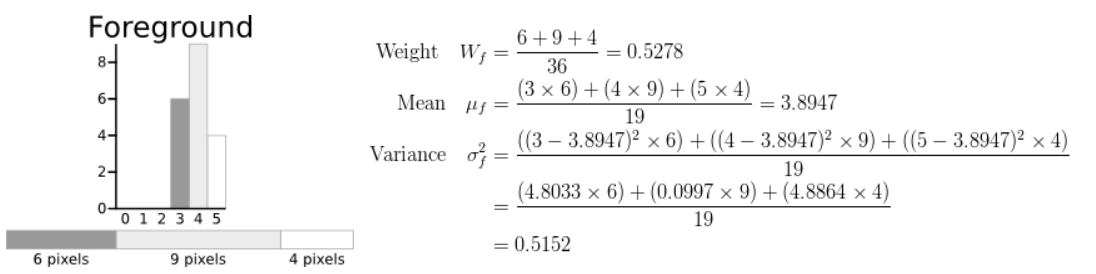 Foreground
8
6
4
2
0
0 1 2 3 4 5
6 pixels 9 pixels 4 pixels
Weight W_f = (6 + 9 + 4)/36 = 0.5278
Mean μ_f = ((3 × 6) + (4 × 9) + (5 × 4))/19 = 3.8947
Variance σ_f^2 = (((3 − 3.8947)^2 × 6) + ((4 − 3.8947)^2 × 9) + ((5 − 3.8947)^2 × 4)/19
= ((4.8033 × 6) + (0.0997 × 9) + (4.8864 × 4))/19
= 0.5152